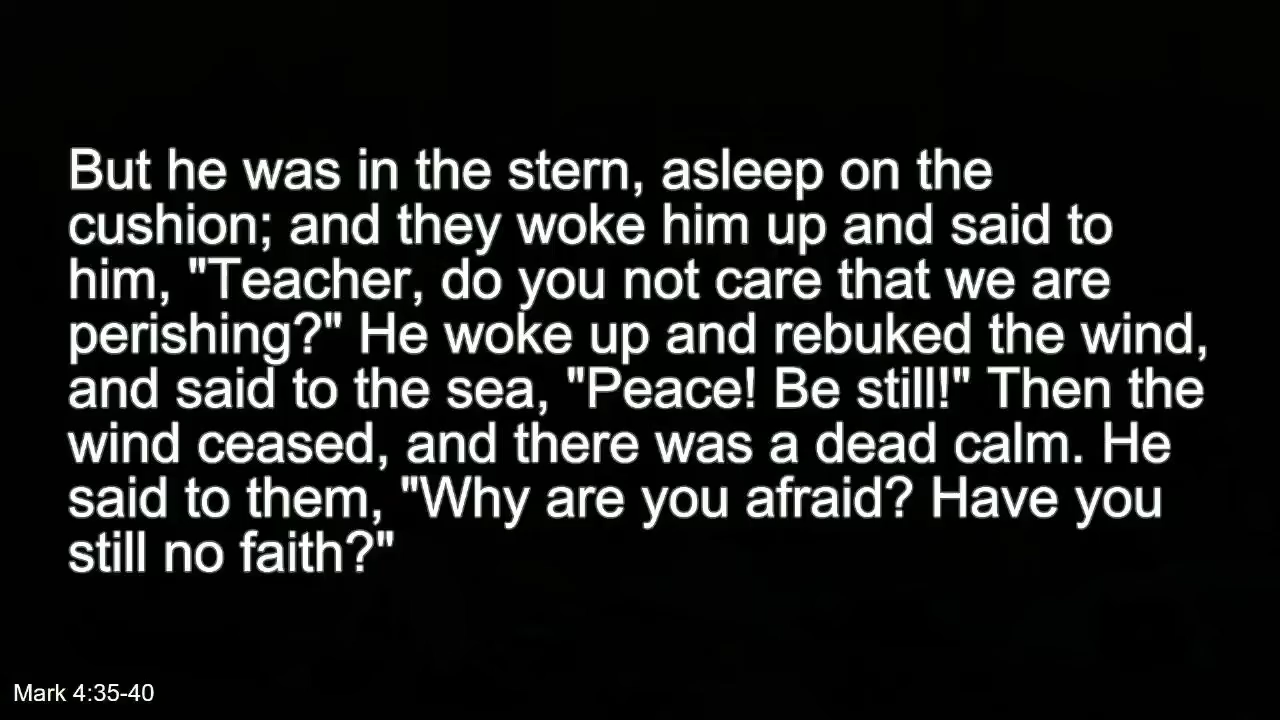 But he was in the stern, asleep on the
cushion; and they woke him up and said to
him, "Teacher, do you not care that we are
perishing?" He woke up and rebuked the wind,
and said to the sea, "Peace! Be still!" Then the
wind ceased, and there was a dead calm. He
said to them, "Why are you afraid? Have you
still no faith?"
Mark 4:35-40